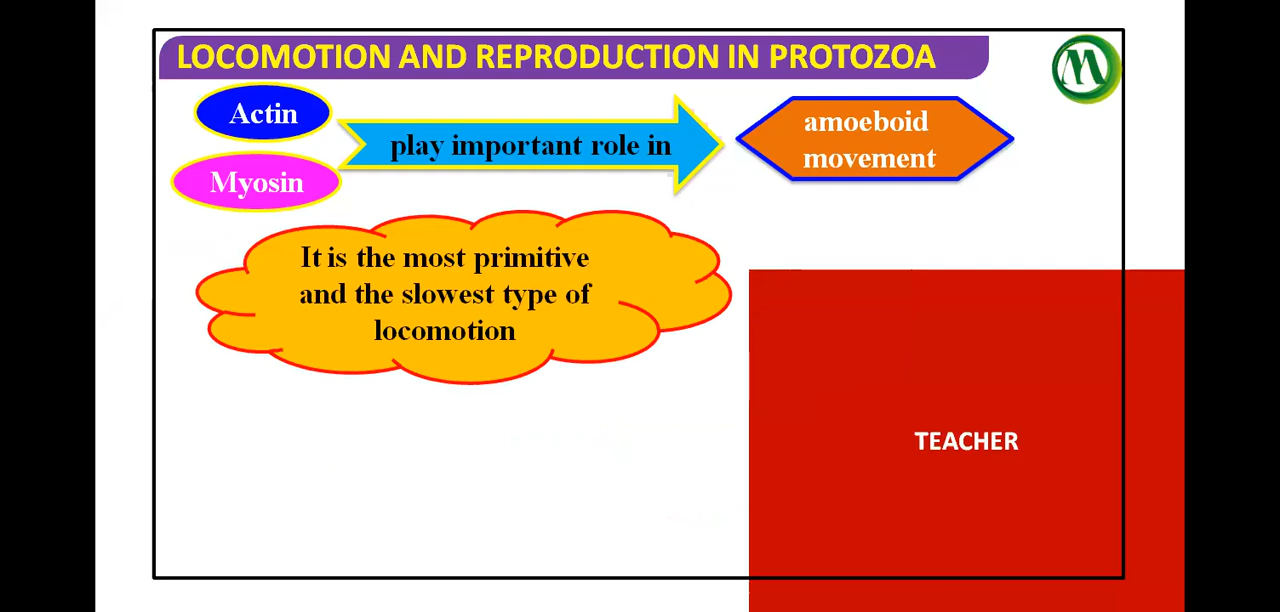 LOCOMOTION AND REPRODUCTION IN PROTOZOA
M
Actin
Myosin
play important role in
amoeboid
movement
It is the most primitive
and the slowest type of
locomotion
TEACHER